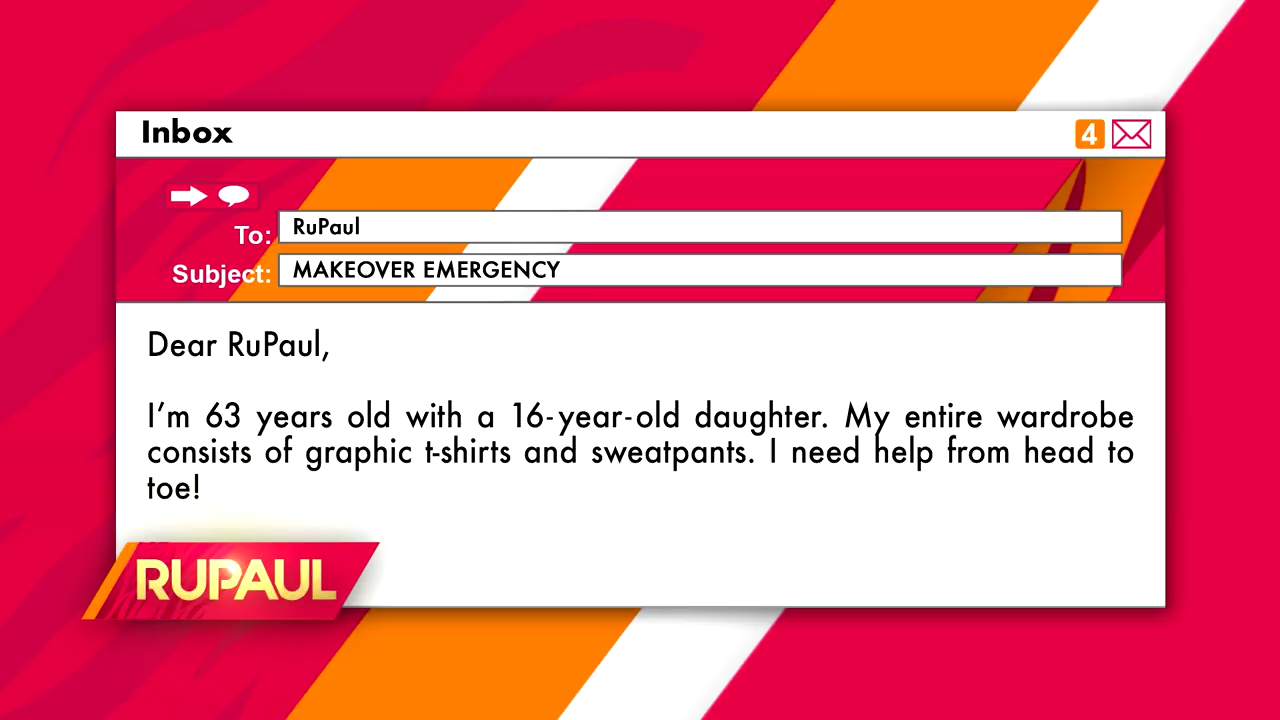 Inbox
4
To: RuPaul
Subject: MAKEOVER EMERGENCY
Dear RuPaul,
I'm 63 years old with a 16-year-old daughter. My entire wardrobe
consists of graphic t-shirts and sweatpants. I need help from head to
toe!
RUPAUL